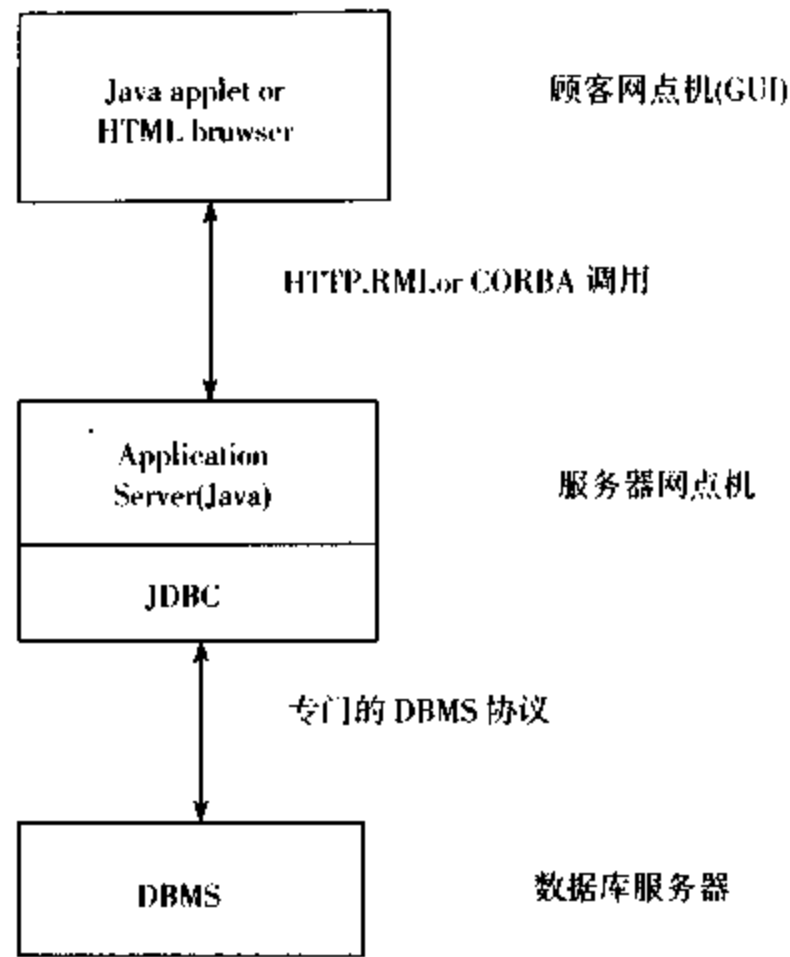 Java applet or
HTML browser
顾客网点机(GUI)
HTTP.RMI.or CORBA 调用
Application
Server(Java)
服务器网点机
JDBC
专门的 DBMS 协议
DBMS
数据库服务器